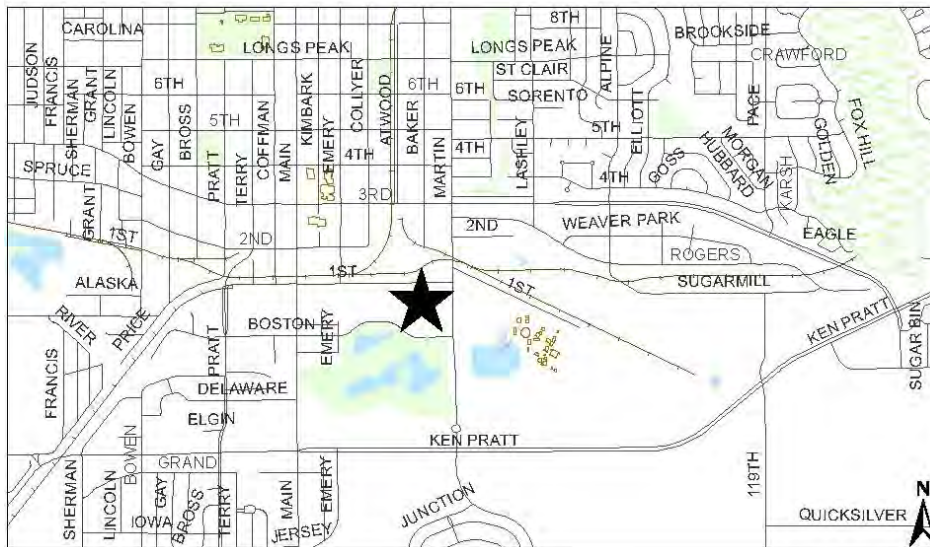 8TH
BROOKSIDE
CAROLINA
LONGS PEAK
LONGS PEAK
CRAWFORD
JUDSON
FRANCIS
SHERMAN
GRANT
LINCOLN
BOWEN
GAY
BROSS
6TH
5TH
PRATT
TERRY
COFFMAN
MAIN
KIMBARK
EMERY
COLLYER
ATWOOD
BAKER
MARTIN
6TH
6TH
ST CLAIR
SORENTO
ALPINE
ELLIOTT
PACE
GOLDEN
FOX HILL
4TH
4TH
LASHLEY
5TH
4TH
GOSS
HUBBARD
MORGAN
KARSH
EAGLE
SPRUCE
GRANT
1ST
3RD
2ND
2ND
WEAVER PARK
ROGERS
SUGARMILL
1ST
1ST
ALASKA
RIVER
PRICE
BOSTON
PRATT
EMERY
KEN PRATT
SUGAR BIN
FRANCIS
DELAWARE
ELGIN
KEN PRATT
BOWEN
GRAND
SHERMAN
LINCOLN
GAY
IOWA
BROSS
TERRY
MAIN
EMERY
JERSEY
JUNCTION
119TH
QUICKSILVER
N